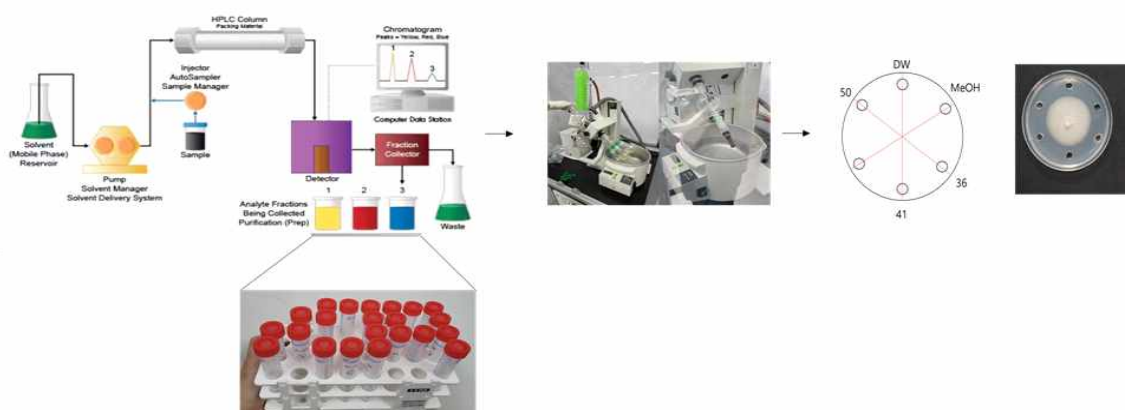 HPLC Column
Packing Material
Chromatogram
Peaks = Yellow, Red, Blue
1
2
3
Injector
AutoSampler
Sample Manager
Computer Data Station
Solvent
(Mobile Phase)
Reservoir
Sample
Pump
Solvent Manager
Solvent Delivery System
Detector
Fraction
Collector
1
2
3
Analyte Fractions
Being Collected
Purification (Prep)
Waste
DW
50
MeOH
36
41